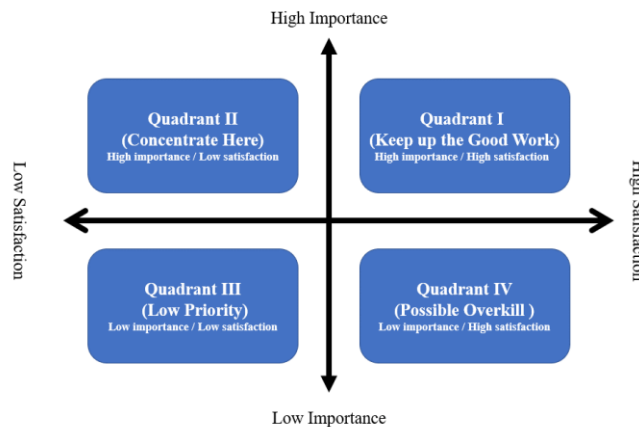 High Importance
Quadrant II
(Concentrate Here)
High importance / Low satisfaction
Quadrant I
(Keep up the Good Work)
High importance / High satisfaction
Low Satisfaction
High Satisfaction
Quadrant III
(Low Priority)
Low importance / Low satisfaction
Quadrant IV
(Possible Overkill )
Low importance / High satisfaction
Low Importance